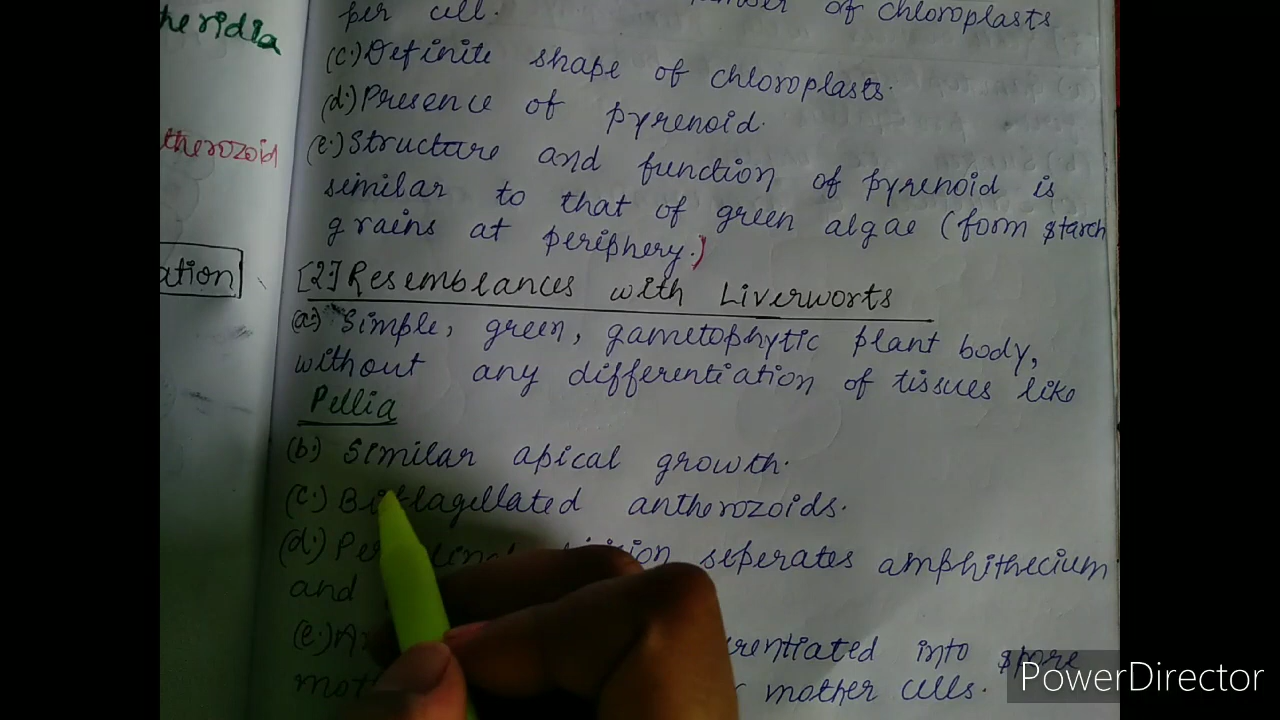 heridia
therozoid
ation
of chloroplasts
per cell.
(c.) Definite shape of chloroplasts.
(d.) Presence of pyrenoid.
(e.) Structure and function of pyrenoid is
similar to that of green algae (form starch
grains at periphery.)
[2.] Resemblances with Liverworts
(a.) Simple, green, gametophytic plant body,
without any differentiation of tissues like
Pellia
(b.) Similar apical growth.
(c.) Biflagellated antherozoids.
(d.) seperates amphithecium
and
(e.) into spore
mother cells.
PowerDirector